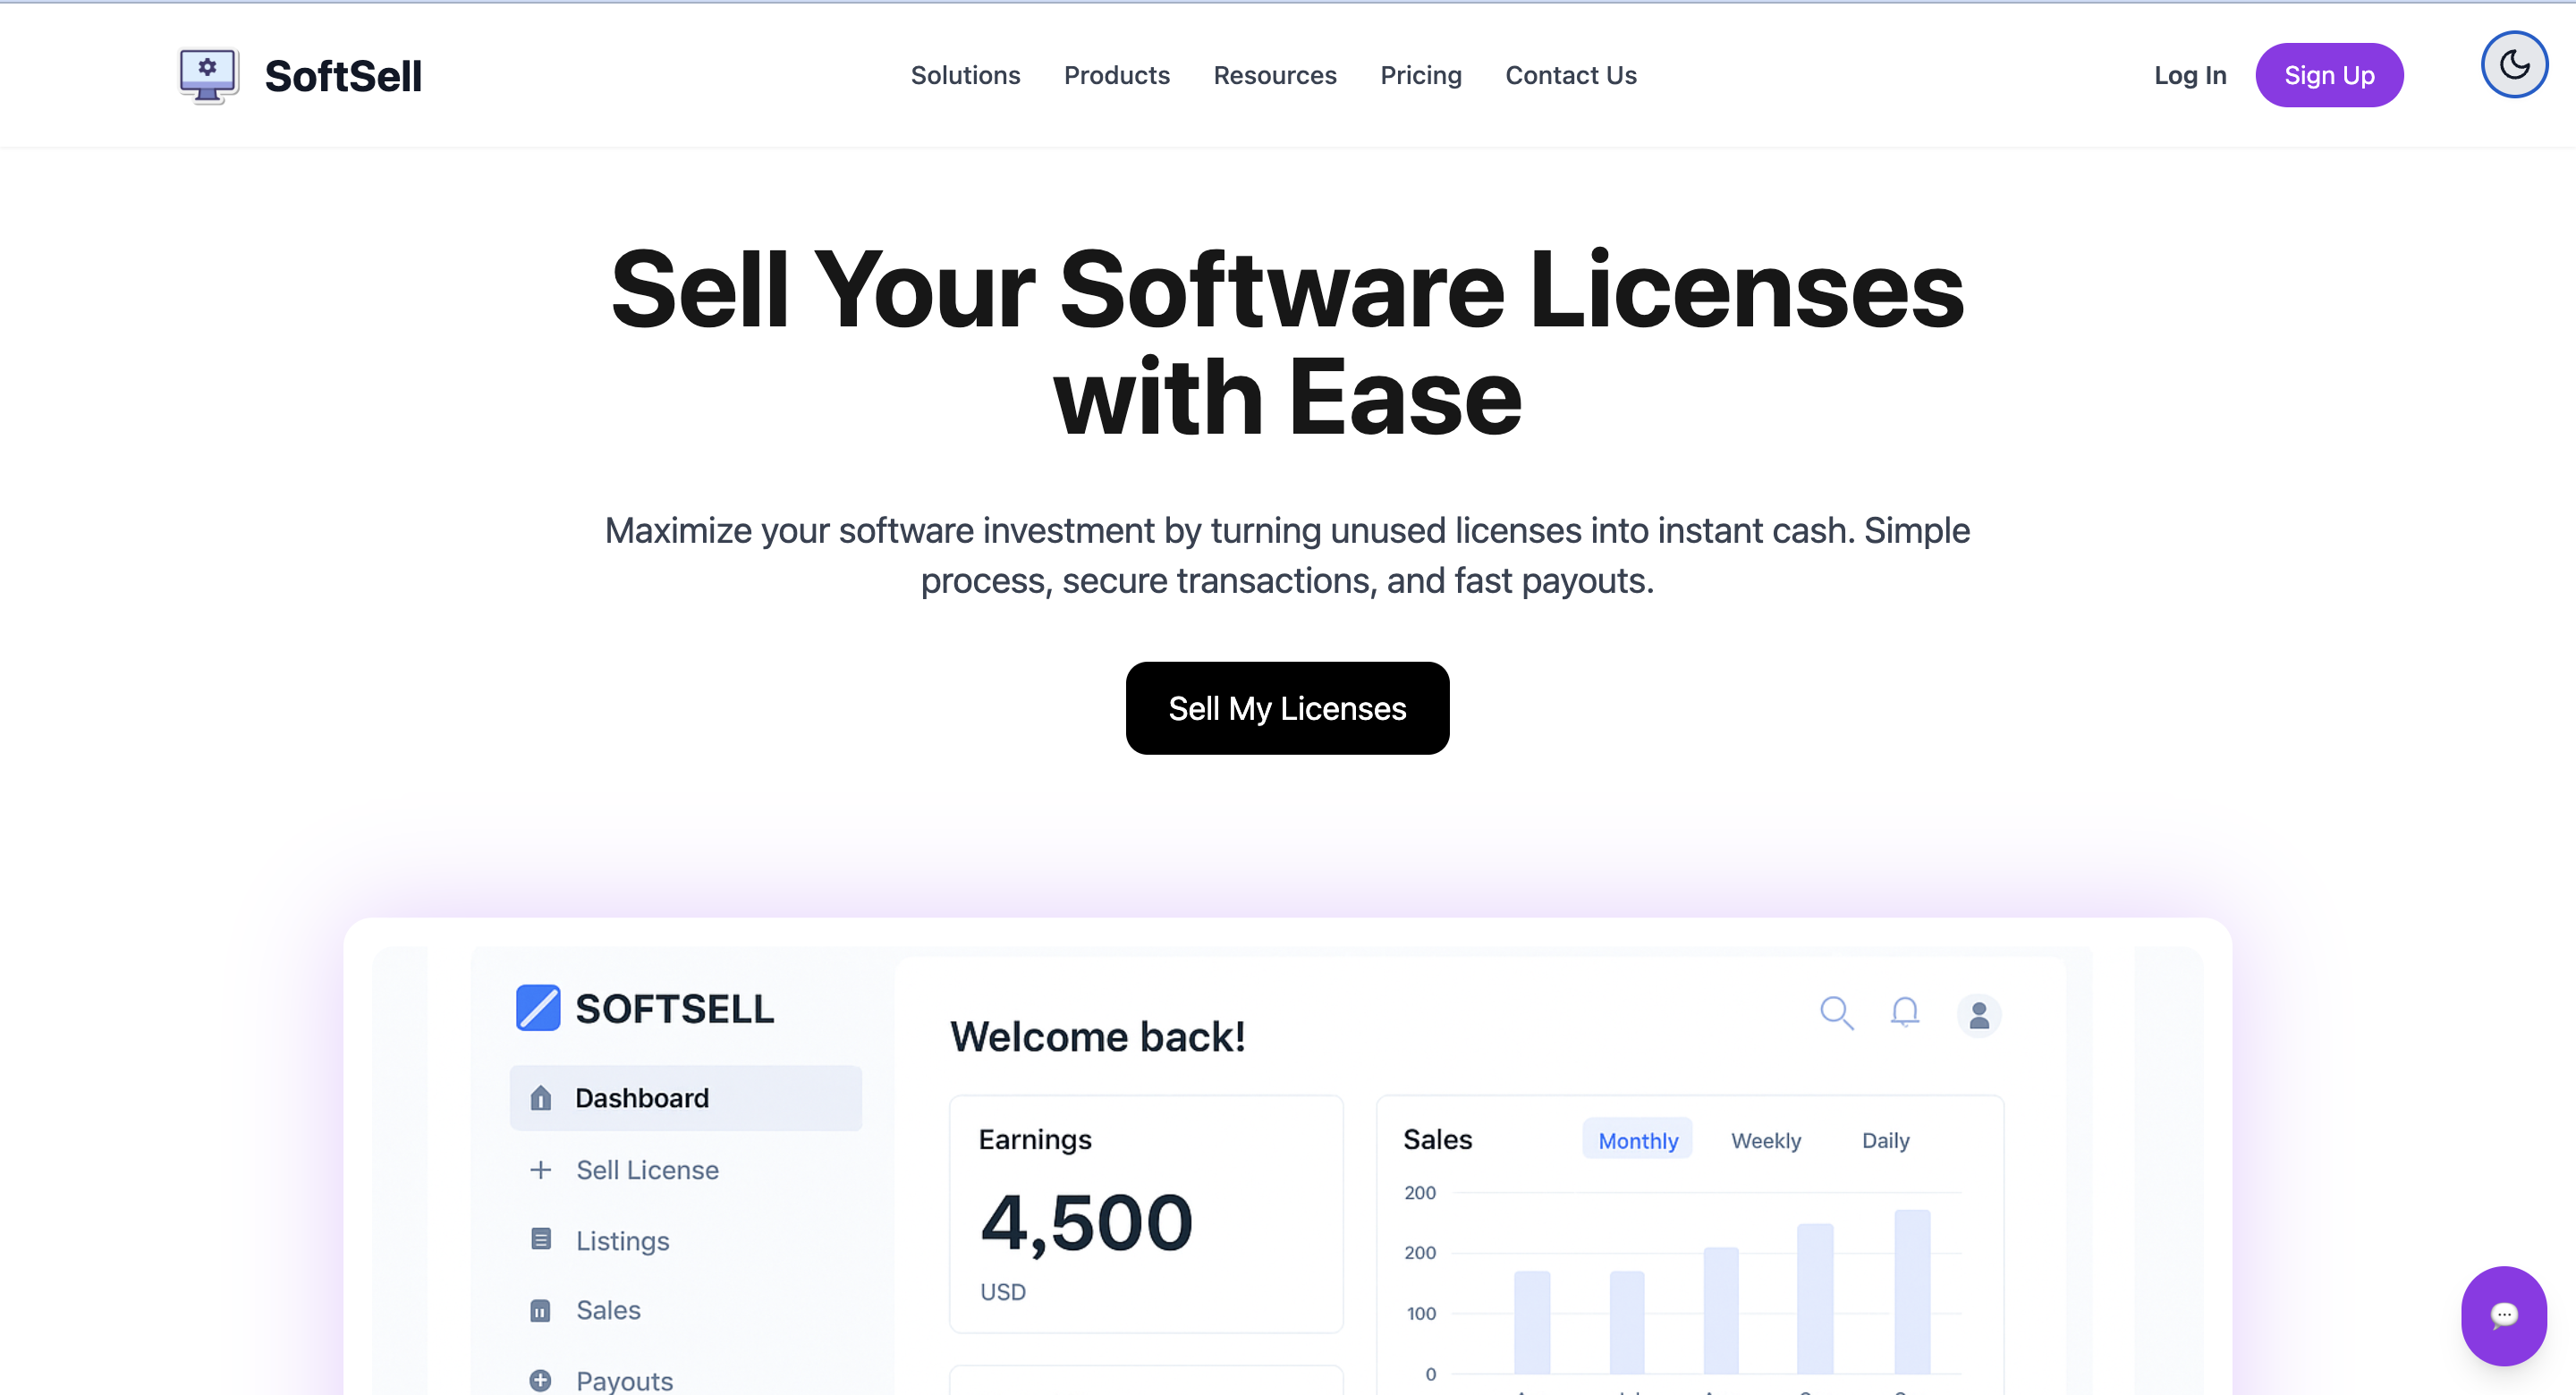 SoftSell
Solutions
Products
Resources
Pricing
Contact Us
Log In
Sign Up
Sell Your Software Licenses
with Ease
Maximize your software investment by turning unused licenses into instant cash. Simple
process, secure transactions, and fast payouts.
Sell My Licenses
SOFTSELL
Dashboard
Sell License
Listings
Sales
Payouts
Welcome back!
Earnings
4,500
USD
Sales
Monthly
Weekly
Daily
200
200
100
0